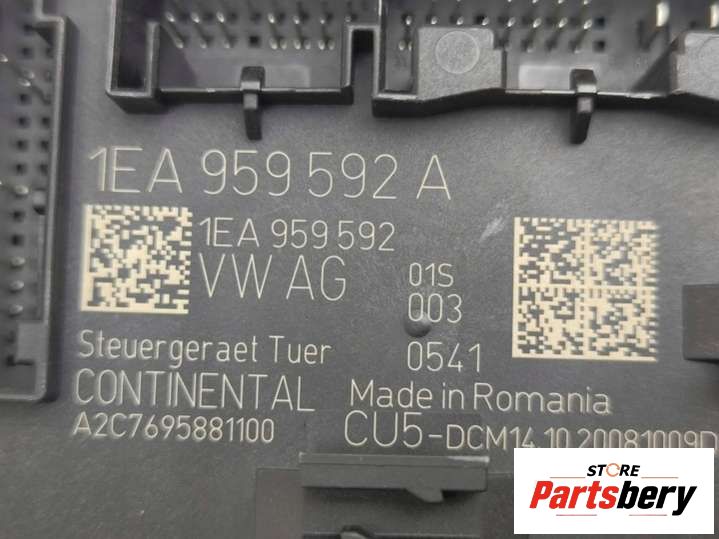 1EA 959 592 A
1EA 959 592
VW AG 01S
003
Steuergeraet Tuer 0541
CONTINENTAL Made in Romania
A2C7695881100 CU5-DCM14.10.20081009D
STORE
Partsbery